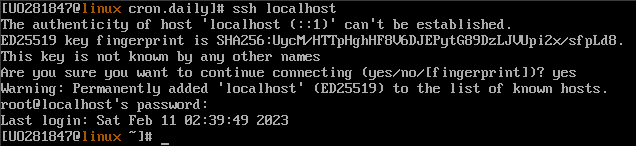 [UO281847@linux cron.daily]# ssh localhost
The authenticity of host 'localhost (::1)' can't be established.
ED25519 key fingerprint is SHA256:UycM/HTTpHghHF8V6DJEPytG89DzLJVUpi2x/sfpLd8.
This key is not known by any other names
Are you sure you want to continue connecting (yes/no/[fingerprint])? yes
Warning: Permanently added 'localhost' (ED25519) to the list of known hosts.
root@localhost's password:
Last login: Sat Feb 11 02:39:49 2023
[UO281847@linux ~]# _